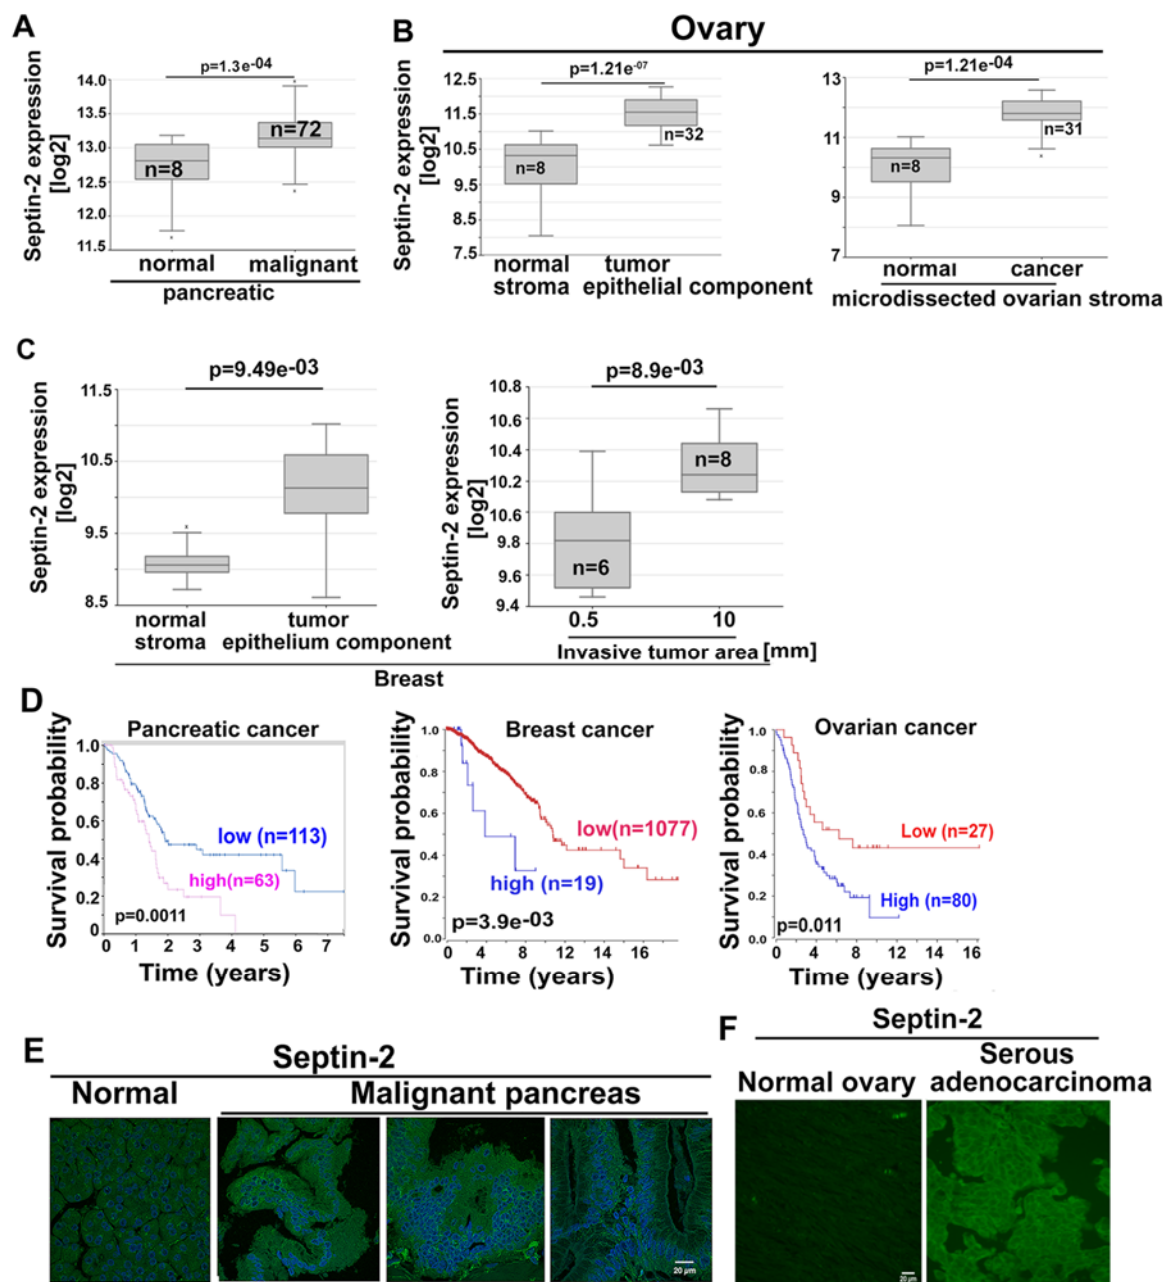 A
p=1.3e-04
Septin-2 expression
[log2]
14.0
13.5
13.0
12.5
12.0
11.5
n=8
n=72
normal
malignant
pancreatic
B
Ovary
p=1.21e-07
Septin-2 expression
[log2]
12.5
11.5
10.5
9.5
8.5
7.5
n=8
n=32
normal
stroma
tumor
epithelial component
p=1.21e-04
13
11
9
7
n=8
n=31
normal
cancer
microdissected ovarian stroma
C
p=9.49e-03
Septin-2 expression
[log2]
11.5
10.5
9.5
8.5
normal
stroma
tumor
epithelium component
p=8.9e-03
Septin-2 expression
[log2]
10.8
10.6
10.4
10.2
10.6
9.8
9.6
9.4
n=6
n=8
0.5
10
Invasive tumor area [mm]
Breast
D
Survival probability
Pancreatic cancer
1.0
0.8
0.6
0.4
0.2
0
low (n=113)
high(n=63)
p=0.0011
0 1 2 3 4 5 6 7
Time (years)
Survival probability
Breast cancer
1.0
0.8
0.6
0.4
0.2
0.0
low(n=1077)
high (n=19)
p=3.9e-03
0 4 8 12 14 16
Time (years)
Survival probability
Ovarian cancer
1.0
0.8
0.6
0.4
0.2
0.0
Low (n=27)
High (n=80)
p=0.011
0 4 8 12 16
Time (years)
E
Septin-2
Normal
Malignant pancreas
20 µm
F
Septin-2
Normal ovary
Serous
adenocarcinoma
20 µm